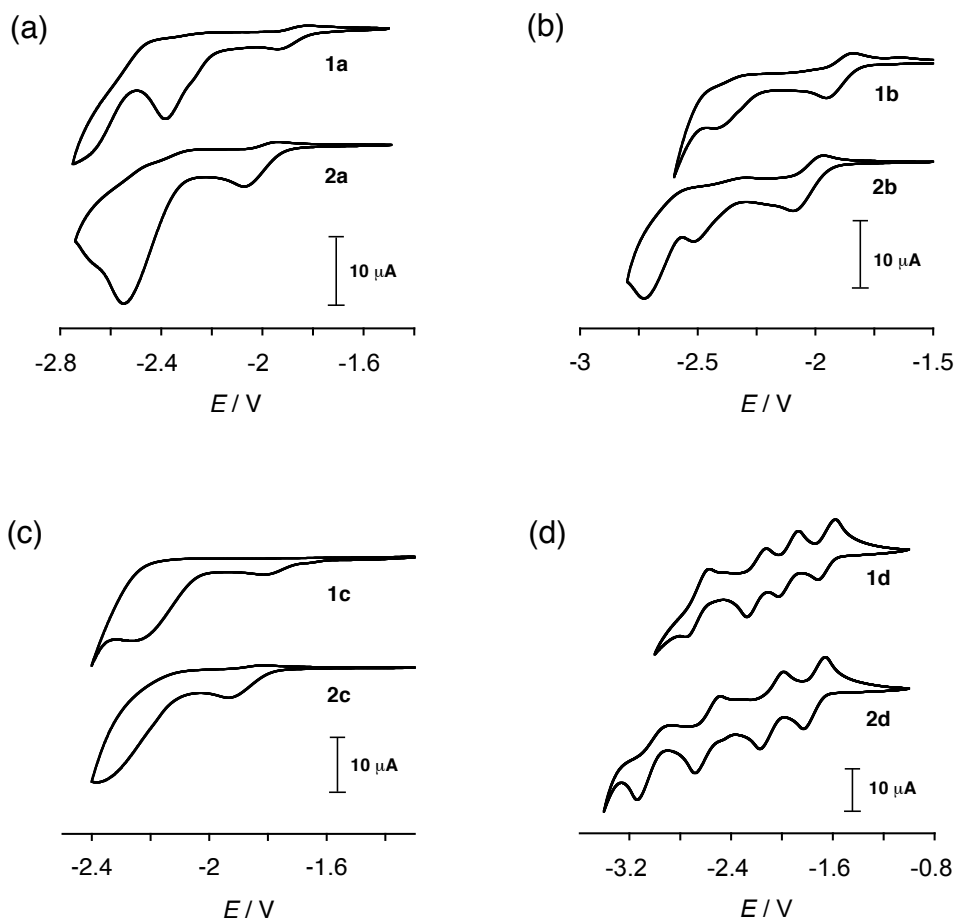 (a)
1a
2a
10 μA
-2.8 -2.4 -2 -1.6
E / V
(b)
1b
2b
10 μA
-3 -2.5 -2 -1.5
E / V
(c)
1c
2c
10 μA
-2.4 -2 -1.6
E / V
(d)
1d
2d
10 μA
-3.2 -2.4 -1.6 -0.8
E / V